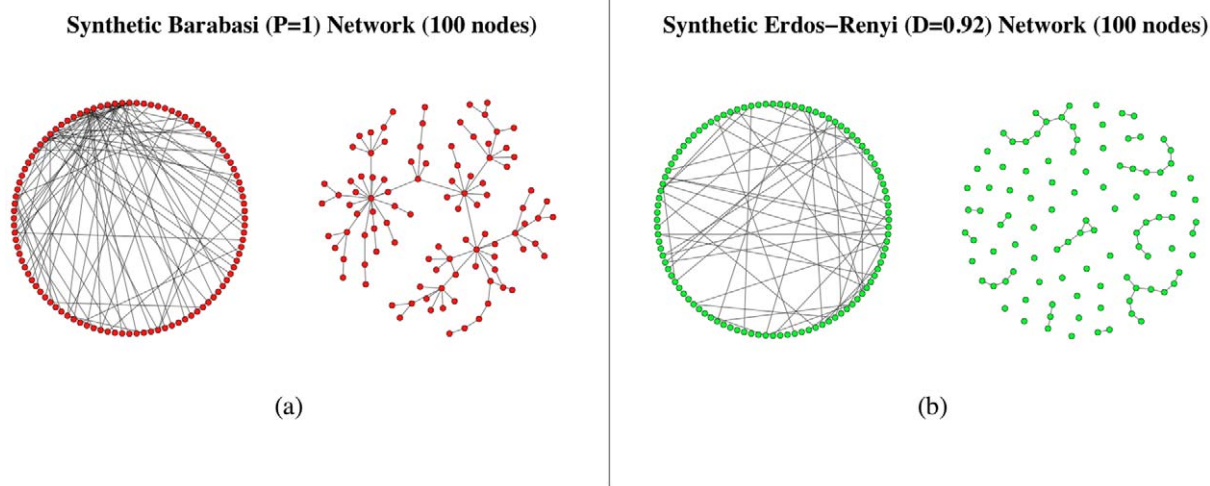 Synthetic Barabasi (P=1) Network (100 nodes)
Synthetic Erdos−Renyi (D=0.92) Network (100 nodes)
(a)
(b)